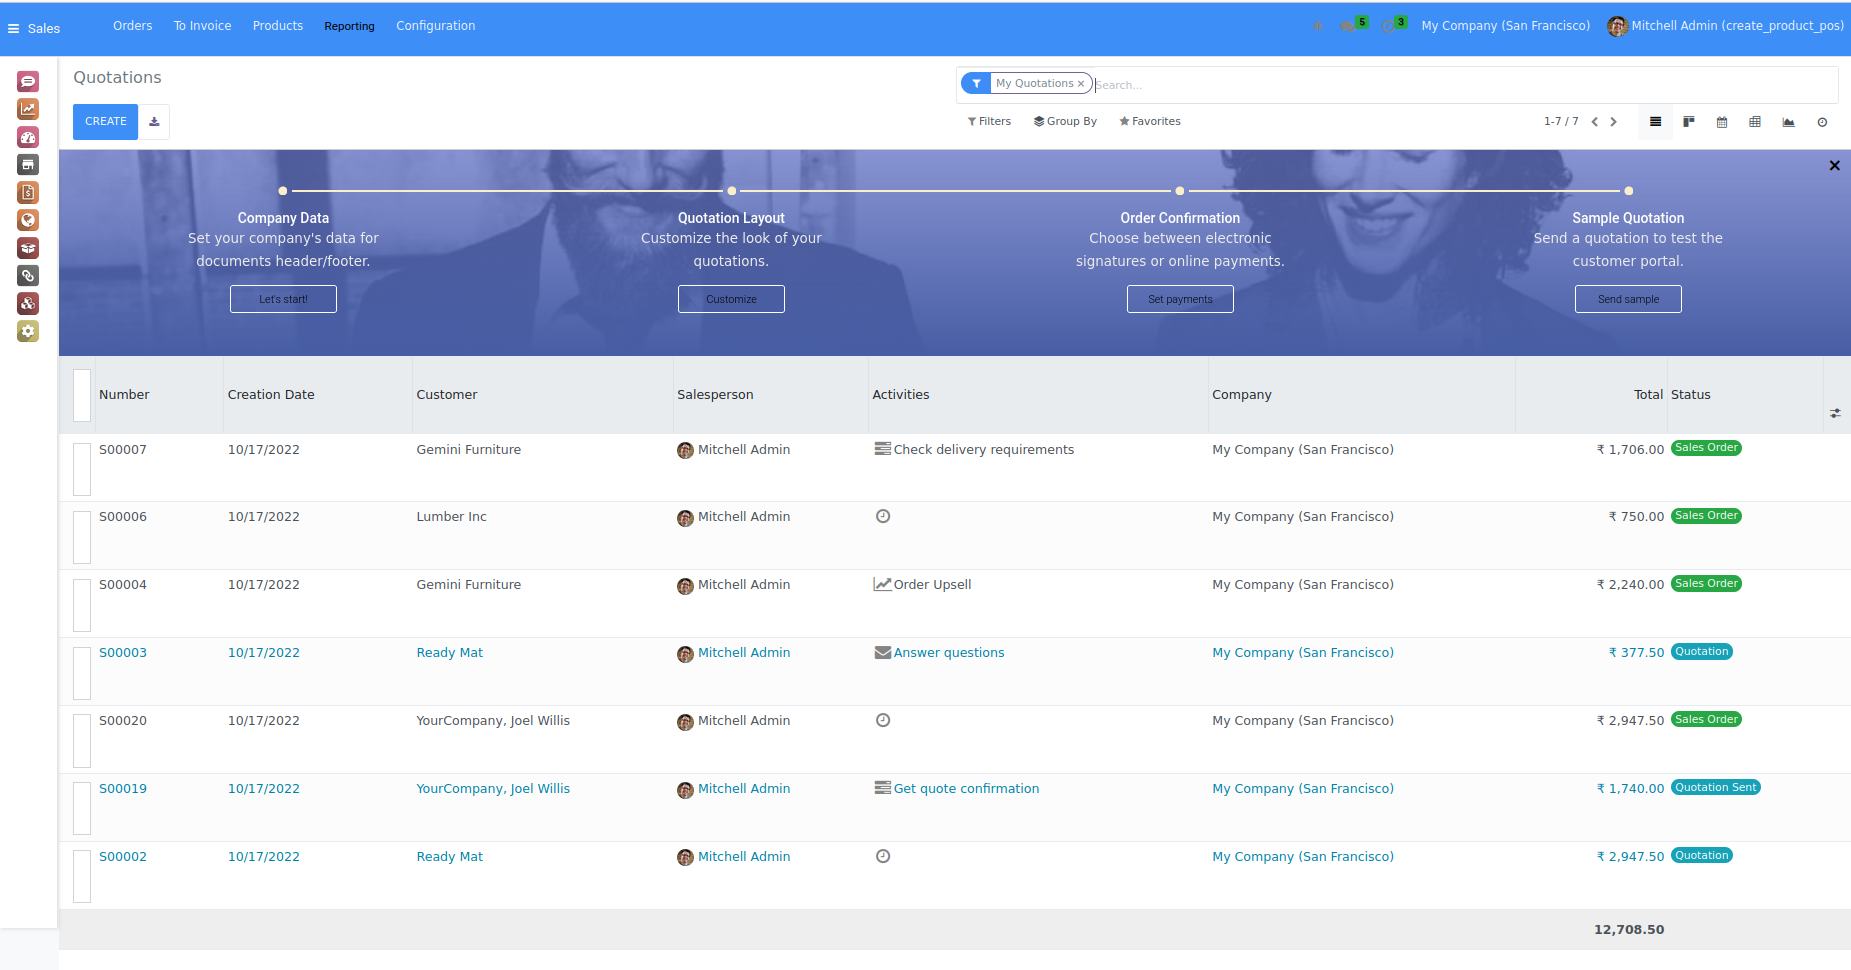 Sales
Orders
To Invoice
Products
Reporting
Configuration
5
3
My Company (San Francisco)
Mitchell Admin (create_product_pos)
Quotations
My Quotations ×
Search...
CREATE
Filters
Group By
Favorites
1-7 / 7
Company Data
Set your company's data for
documents header/footer.
Let's start!
Quotation Layout
Customize the look of your
quotations.
Customize
Order Confirmation
Choose between electronic
signatures or online payments.
Set payments
Sample Quotation
Send a quotation to test the
customer portal.
Send sample
Number Creation Date Customer Salesperson Activities Company Total Status
S00007 10/17/2022 Gemini Furniture Mitchell Admin Check delivery requirements My Company (San Francisco) ₹ 1,706.00 Sales Order
S00006 10/17/2022 Lumber Inc Mitchell Admin My Company (San Francisco) ₹ 750.00 Sales Order
S00004 10/17/2022 Gemini Furniture Mitchell Admin Order Upsell My Company (San Francisco) ₹ 2,240.00 Sales Order
S00003 10/17/2022 Ready Mat Mitchell Admin Answer questions My Company (San Francisco) ₹ 377.50 Quotation
S00020 10/17/2022 YourCompany, Joel Willis Mitchell Admin My Company (San Francisco) ₹ 2,947.50 Sales Order
S00019 10/17/2022 YourCompany, Joel Willis Mitchell Admin Get quote confirmation My Company (San Francisco) ₹ 1,740.00 Quotation Sent
S00002 10/17/2022 Ready Mat Mitchell Admin My Company (San Francisco) ₹ 2,947.50 Quotation
12,708.50